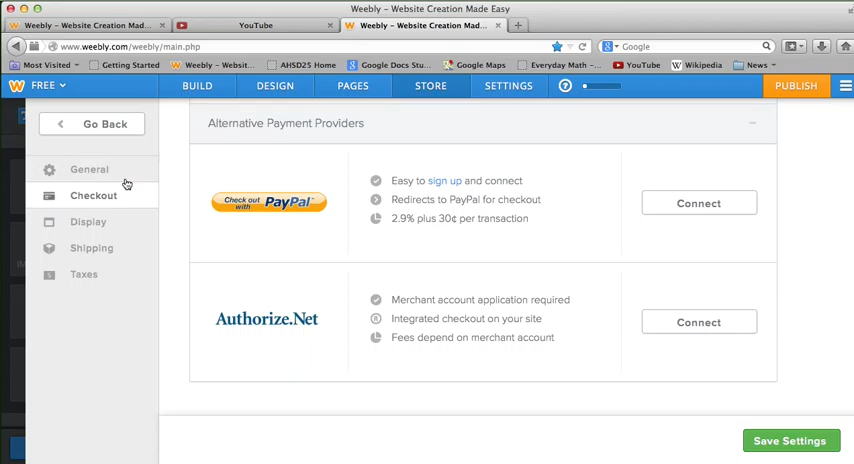 Weebly - Website Creation Made Easy
Weebly – Website Creation Mad...
YouTube
Weebly – Website Creation Mad...
www.weebly.com/weebly/main.php
Google
Most Visited
Getting Started
Weebly – Websit...
AHSD25 Home
Google Docs Stu...
Google Maps
Everyday Math –...
YouTube
Wikipedia
News
FREE
BUILD
DESIGN
PAGES
STORE
SETTINGS
PUBLISH
Go Back
General
Checkout
Display
Shipping
Taxes
Alternative Payment Providers
Check out with PayPal
Easy to sign up and connect
Redirects to PayPal for checkout
2.9% plus 30¢ per transaction
Connect
Authorize.Net
Merchant account application required
Integrated checkout on your site
Fees depend on merchant account
Connect
Save Settings